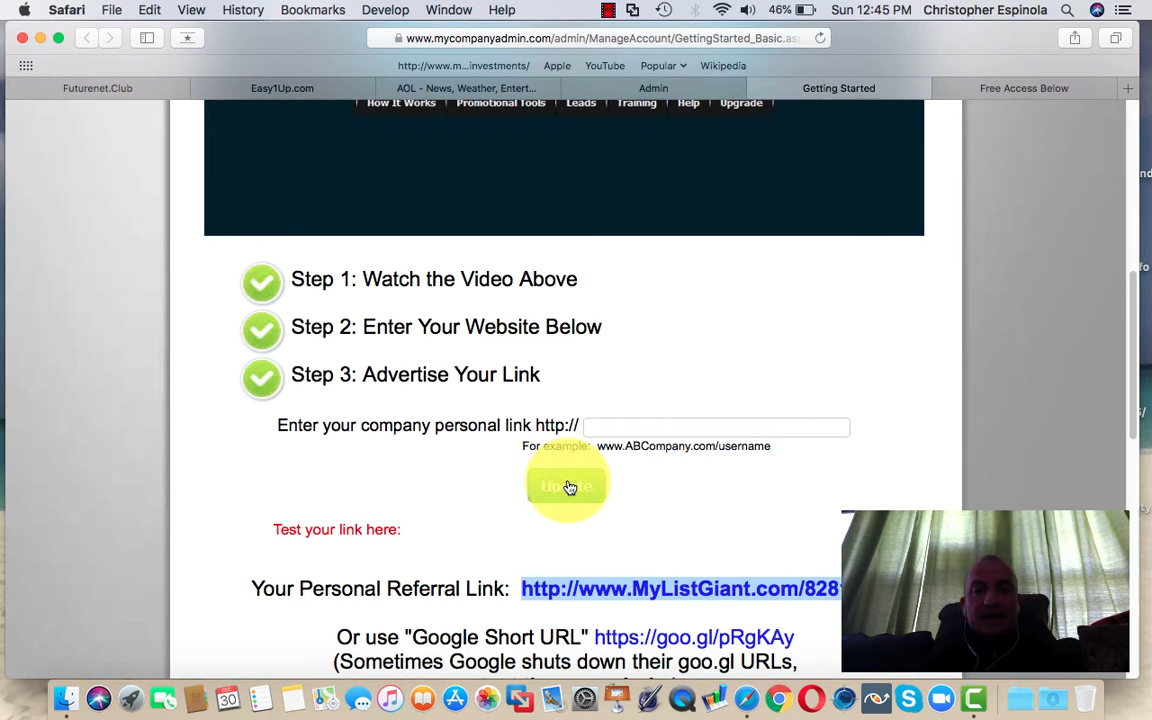 Safari File Edit View History Bookmarks Develop Window Help 46% Sun 12:45 PM Christopher Espinola
www.mycompanyadmin.com/admin/ManageAccount/GettingStarted_Basic.as
http://www.m...investments/ Apple YouTube Popular Wikipedia
Futurenet.Club Easy1Up.com AOL - News, Weather, Entert... Admin Getting Started Free Access Below
How It Works Promotional Tools Leads Training Help Upgrade
Step 1: Watch the Video Above
Step 2: Enter Your Website Below
Step 3: Advertise Your Link
Enter your company personal link http://
For example: www.ABCompany.com/username
Update
Test your link here:
Your Personal Referral Link: http://www.MyListGiant.com/828
Or use "Google Short URL" https://goo.gl/pRgKAy
(Sometimes Google shuts down their goo.gl URLs,